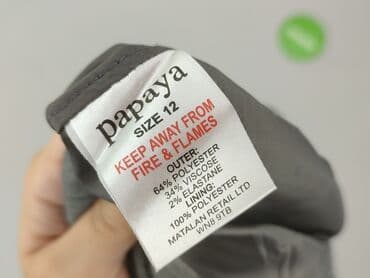 papaya
SIZE 12
KEEP AWAY FROM
FIRE & FLAMES
OUTER:
64% POLYESTER
34% VISCOSE
2% ELASTANE
LINING:
100% POLYESTER
MATALAN RETAIL LTD
WN8 9TB